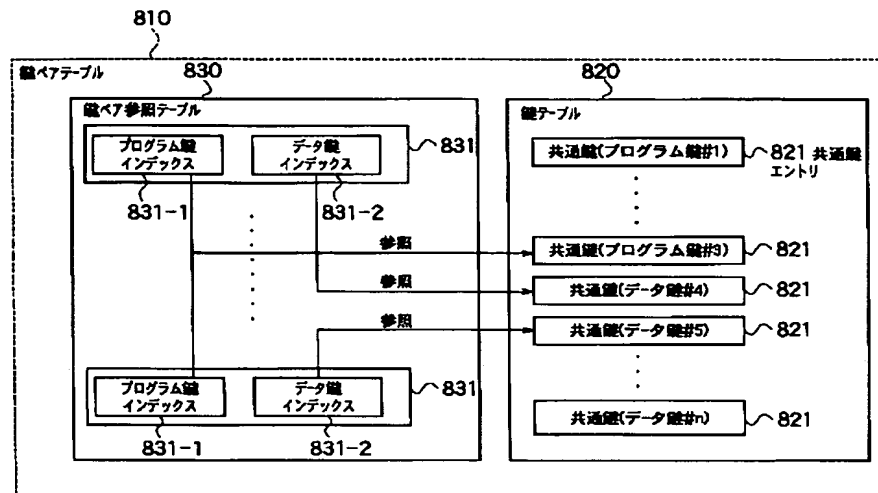 810
鍵ペアテーブル
830
820
鍵ペア参照テーブル
鍵テーブル
プログラム鍵
インデックス
データ鍵
インデックス
831
831-1
831-2
共通鍵(プログラム鍵#1)
821 共通鍵
エントリ
参照
共通鍵(プログラム鍵#3)
821
参照
共通鍵(データ鍵#4)
821
参照
共通鍵(データ鍵#5)
821
プログラム鍵
インデックス
データ鍵
インデックス
831
831-1
831-2
共通鍵(データ鍵#n)
821